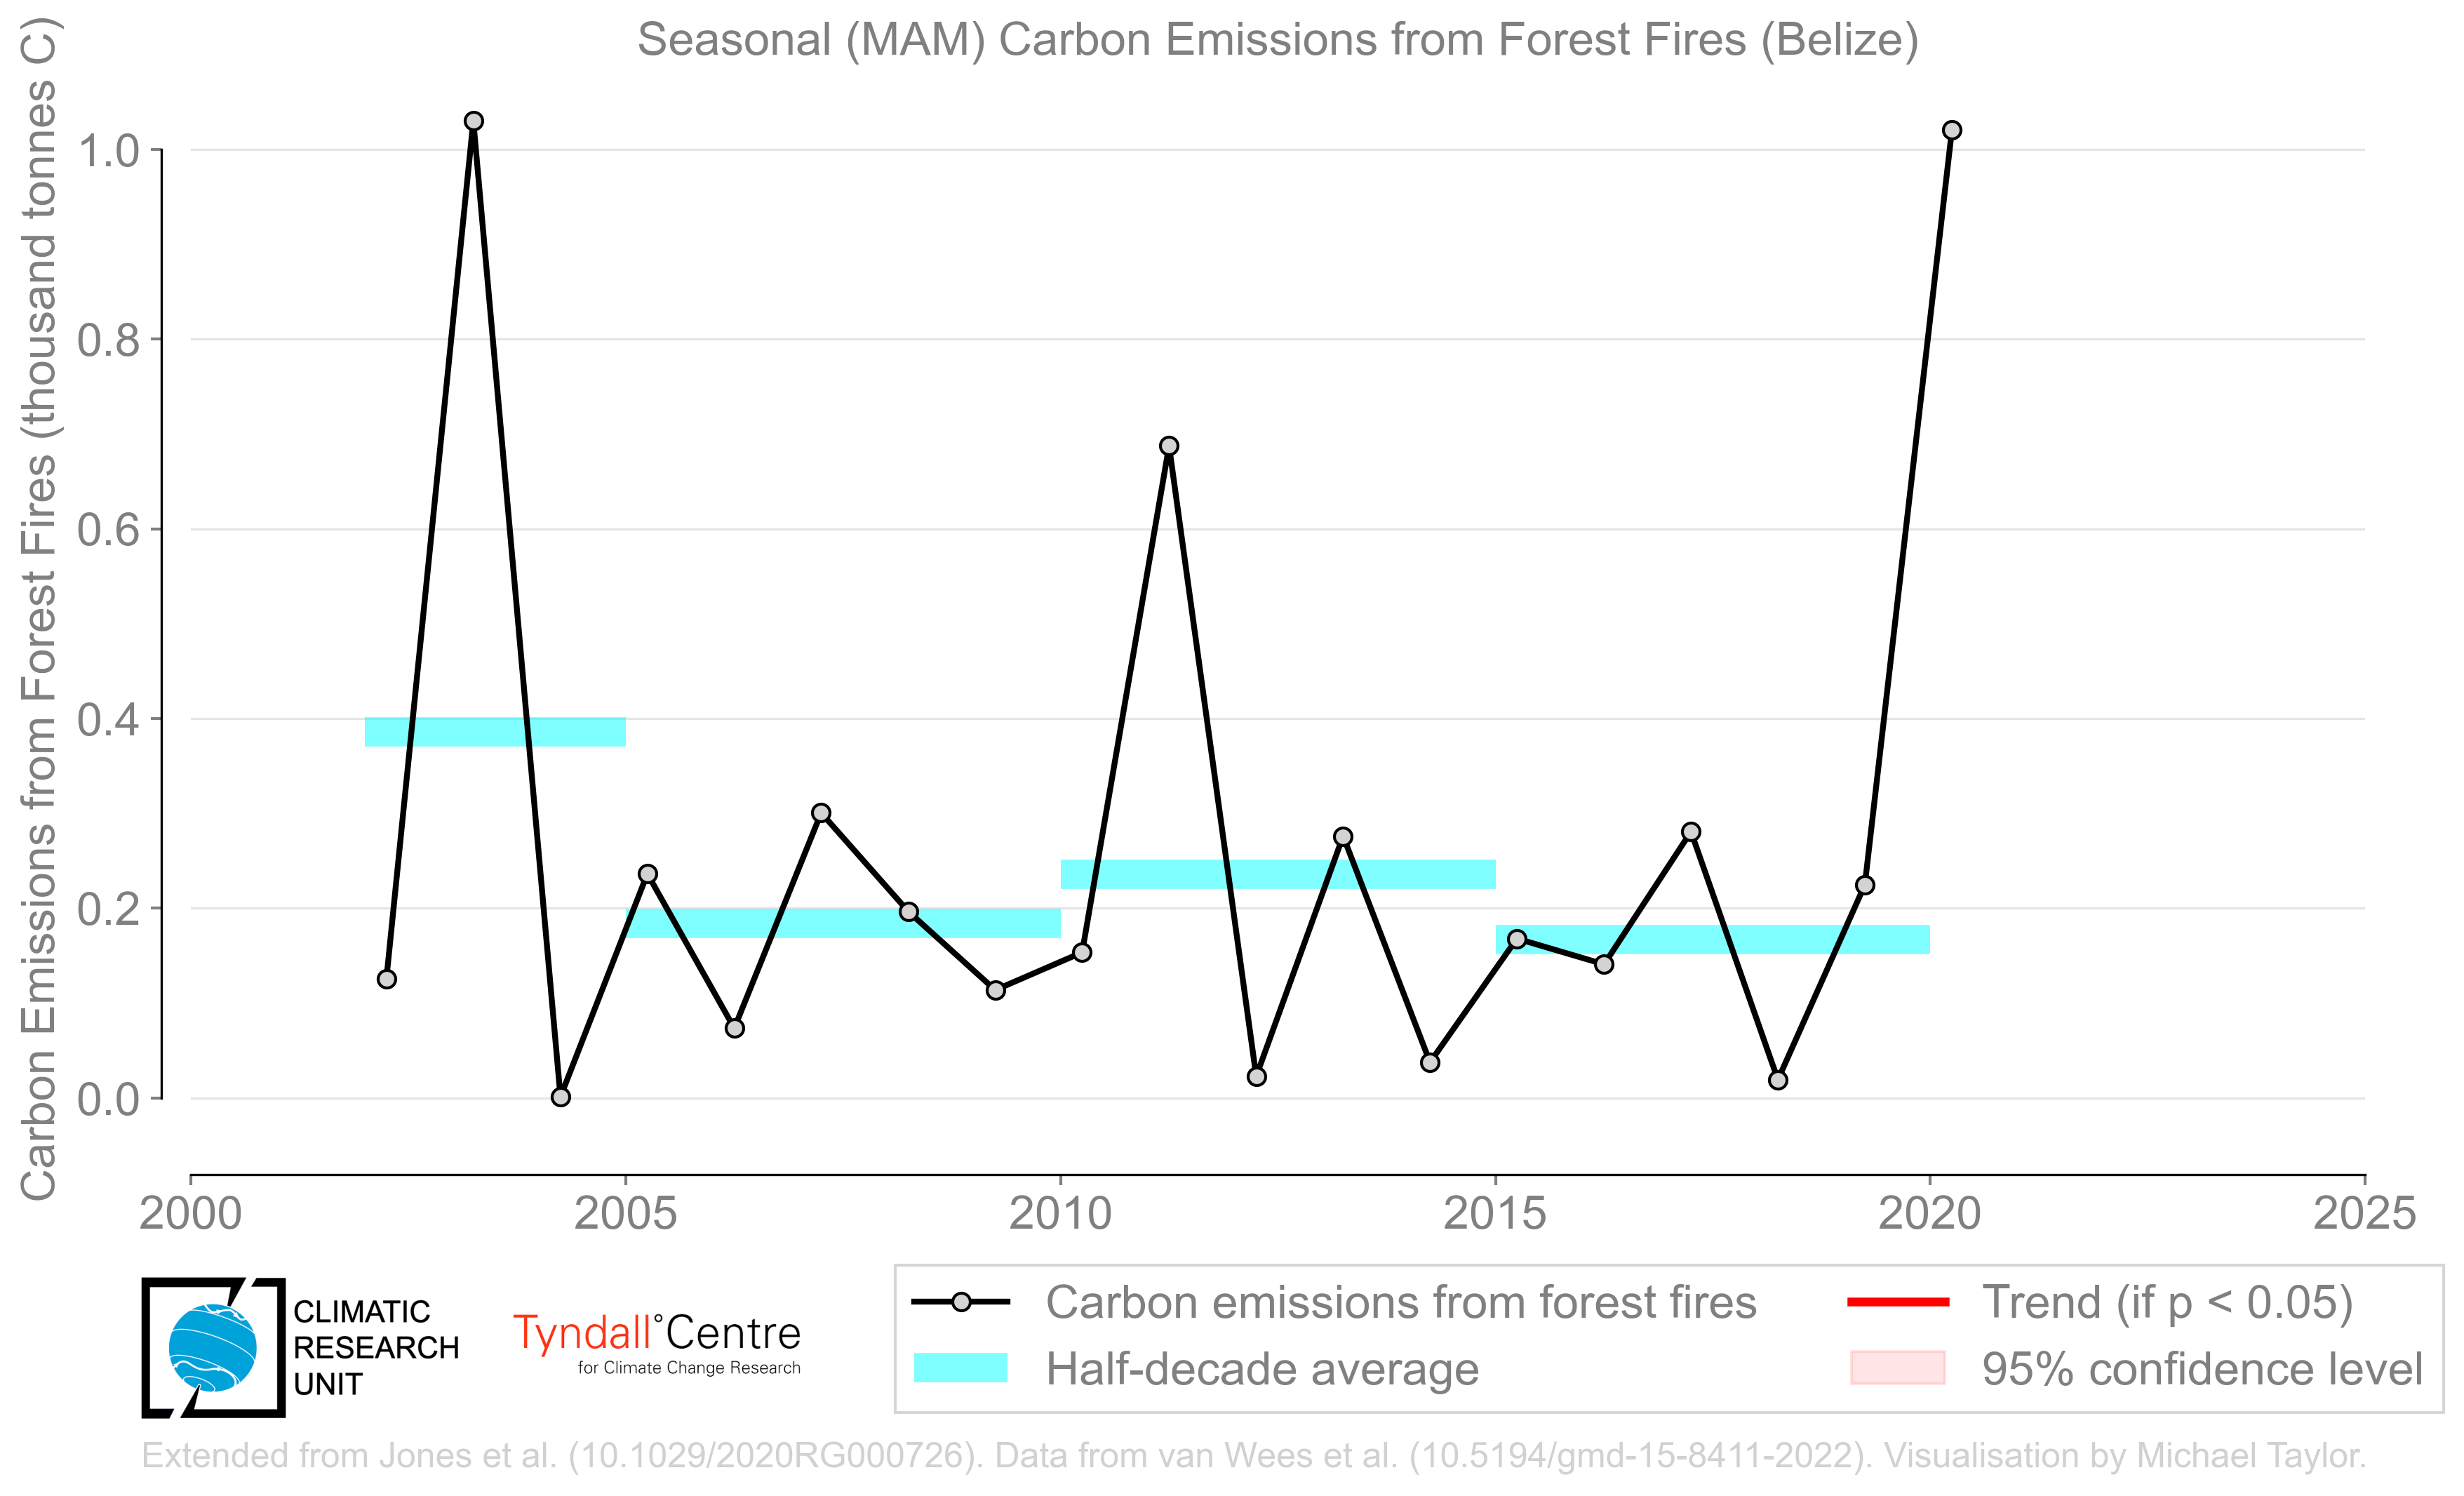 Seasonal (MAM) Carbon Emissions from Forest Fires (Belize)
Carbon Emissions from Forest Fires (thousand tonnes C)
1.0
0.8
0.6
0.4
0.2
0.0
2000 2005 2010 2015 2020 2025
CLIMATIC
RESEARCH
UNIT
Tyndall°Centre
for Climate Change Research
Carbon emissions from forest fires
Half-decade average
Trend (if p < 0.05)
95% confidence level
Extended from Jones et al. (10.1029/2020RG000726). Data from van Wees et al. (10.5194/gmd-15-8411-2022). Visualisation by Michael Taylor.